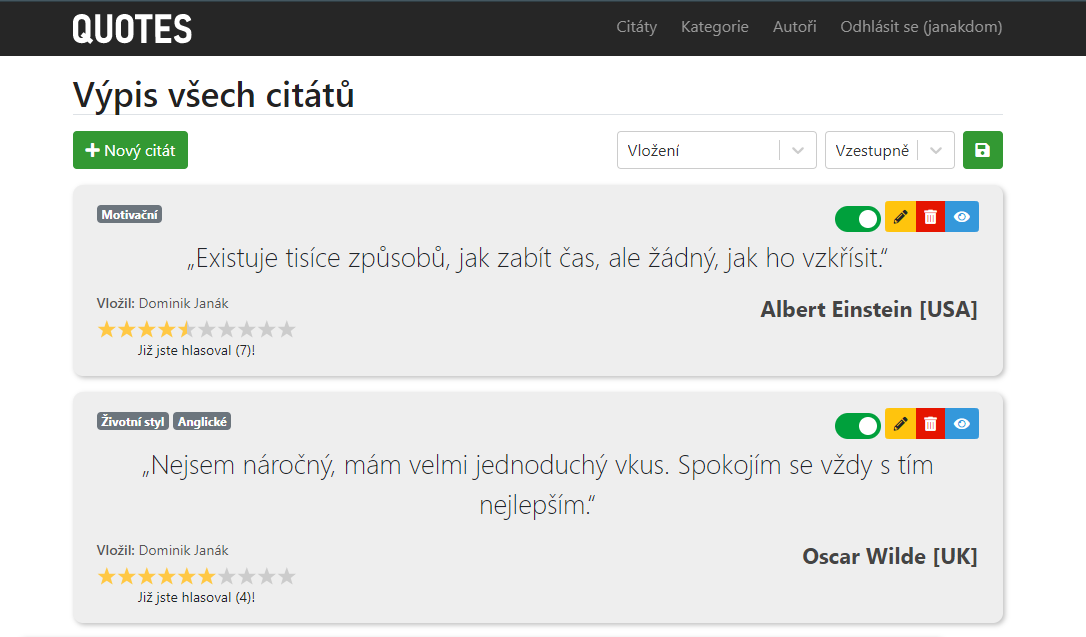 QUOTES
Citáty Kategorie Autoři Odhlásit se (janakdom)
Výpis všech citátů
Nový citát
Vložení
Vzestupně
Motivační
„Existuje tisíce způsobů, jak zabít čas, ale žádný, jak ho vzkřísit.“
Vložil: Dominik Janák
Albert Einstein [USA]
Již jste hlasoval (7)!
Životní styl Anglické
„Nejsem náročný, mám velmi jednoduchý vkus. Spokojím se vždy s tím
nejlepším.“
Vložil: Dominik Janák
Oscar Wilde [UK]
Již jste hlasoval (4)!